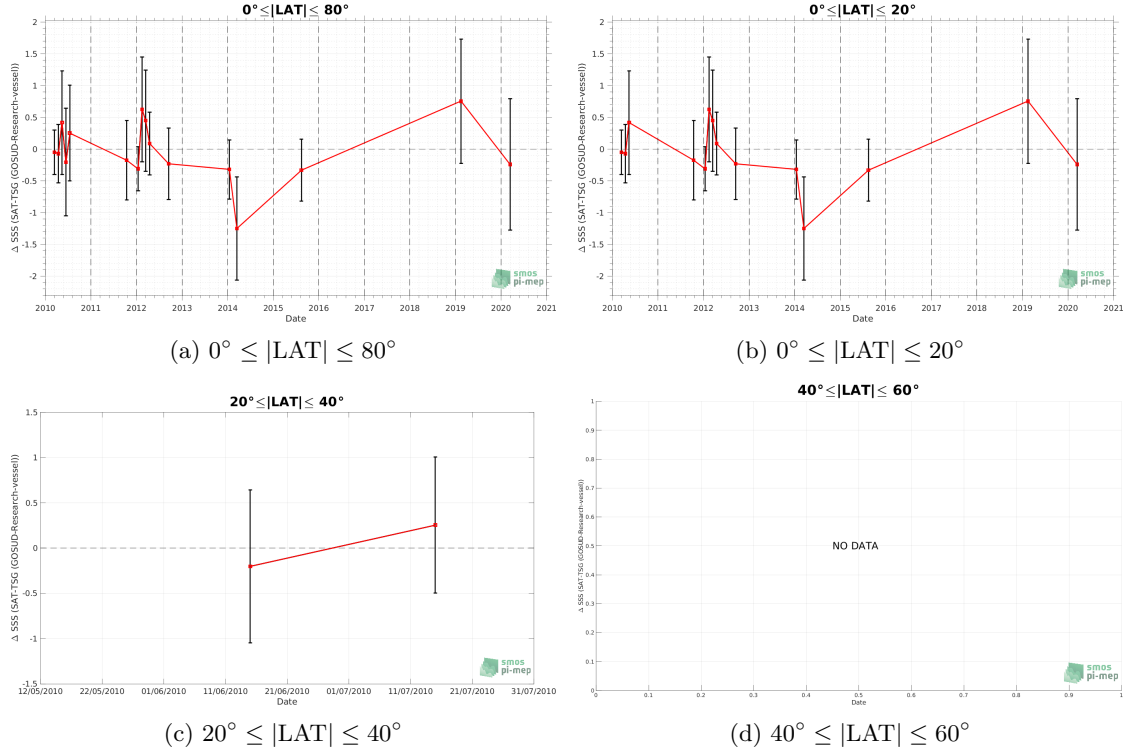 0°≤|LAT|≤ 80°
Δ SSS (SAT-TSG (GOSUD-Research-vessel))
2
1.5
1
0.5
0
-0.5
-1
-1.5
-2
2010 2011 2012 2013 2014 2015 2016 2017 2018 2019 2020 2021
Date
smos
pi-mep
(a) 0° ≤ |LAT| ≤ 80°
0°≤|LAT|≤ 20°
Δ SSS (SAT-TSG (GOSUD-Research-vessel))
2
1.5
1
0.5
0
-0.5
-1
-1.5
-2
2010 2011 2012 2013 2014 2015 2016 2017 2018 2019 2020 2021
Date
smos
pi-mep
(b) 0° ≤ |LAT| ≤ 20°
20°≤|LAT|≤ 40°
Δ SSS (SAT-TSG (GOSUD-Research-vessel))
1.5
1
0.5
0
-0.5
-1
-1.5
12/05/2010 22/05/2010 01/06/2010 11/06/2010 21/06/2010 01/07/2010 11/07/2010 21/07/2010 31/07/2010
Date
smos
pi-mep
(c) 20° ≤ |LAT| ≤ 40°
40°≤|LAT|≤ 60°
Δ SSS (SAT-TSG (GOSUD-Research-vessel))
1
0.9
0.8
0.7
0.6
0.5
0.4
0.3
0.2
0.1
0
NO DATA
0 0.1 0.2 0.3 0.4 0.5 0.6 0.7 0.8 0.9 1
Date
smos
pi-mep
(d) 40° ≤ |LAT| ≤ 60°